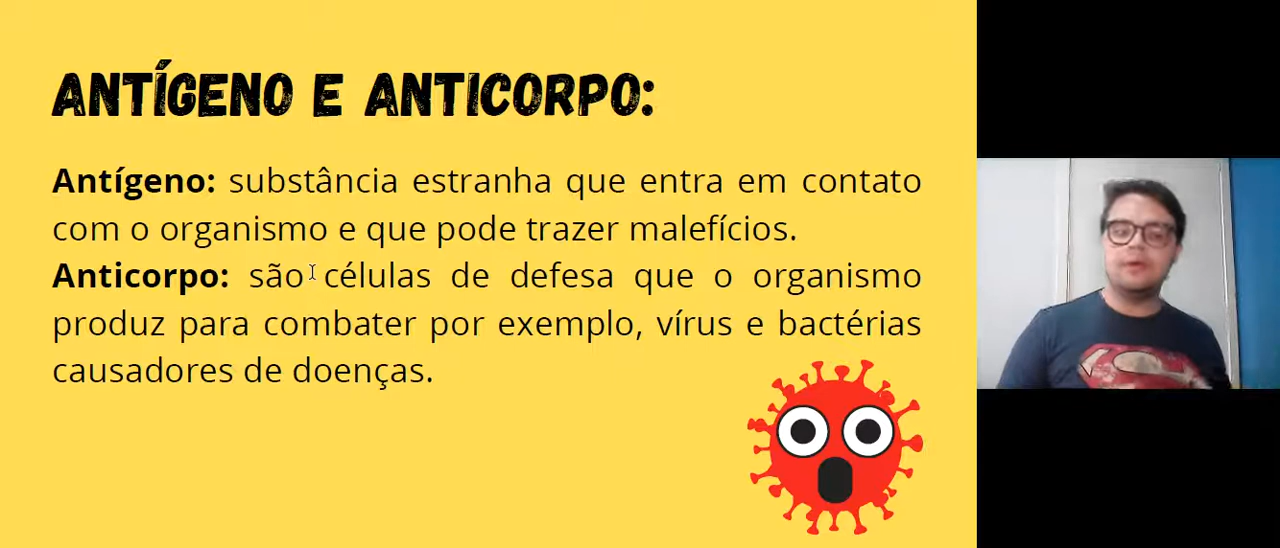 ANTÍGENO E ANTICORPO:
Antígeno: substância estranha que entra em contato
com o organismo e que pode trazer malefícios.
Anticorpo: são células de defesa que o organismo
produz para combater por exemplo, vírus e bactérias
causadores de doenças.